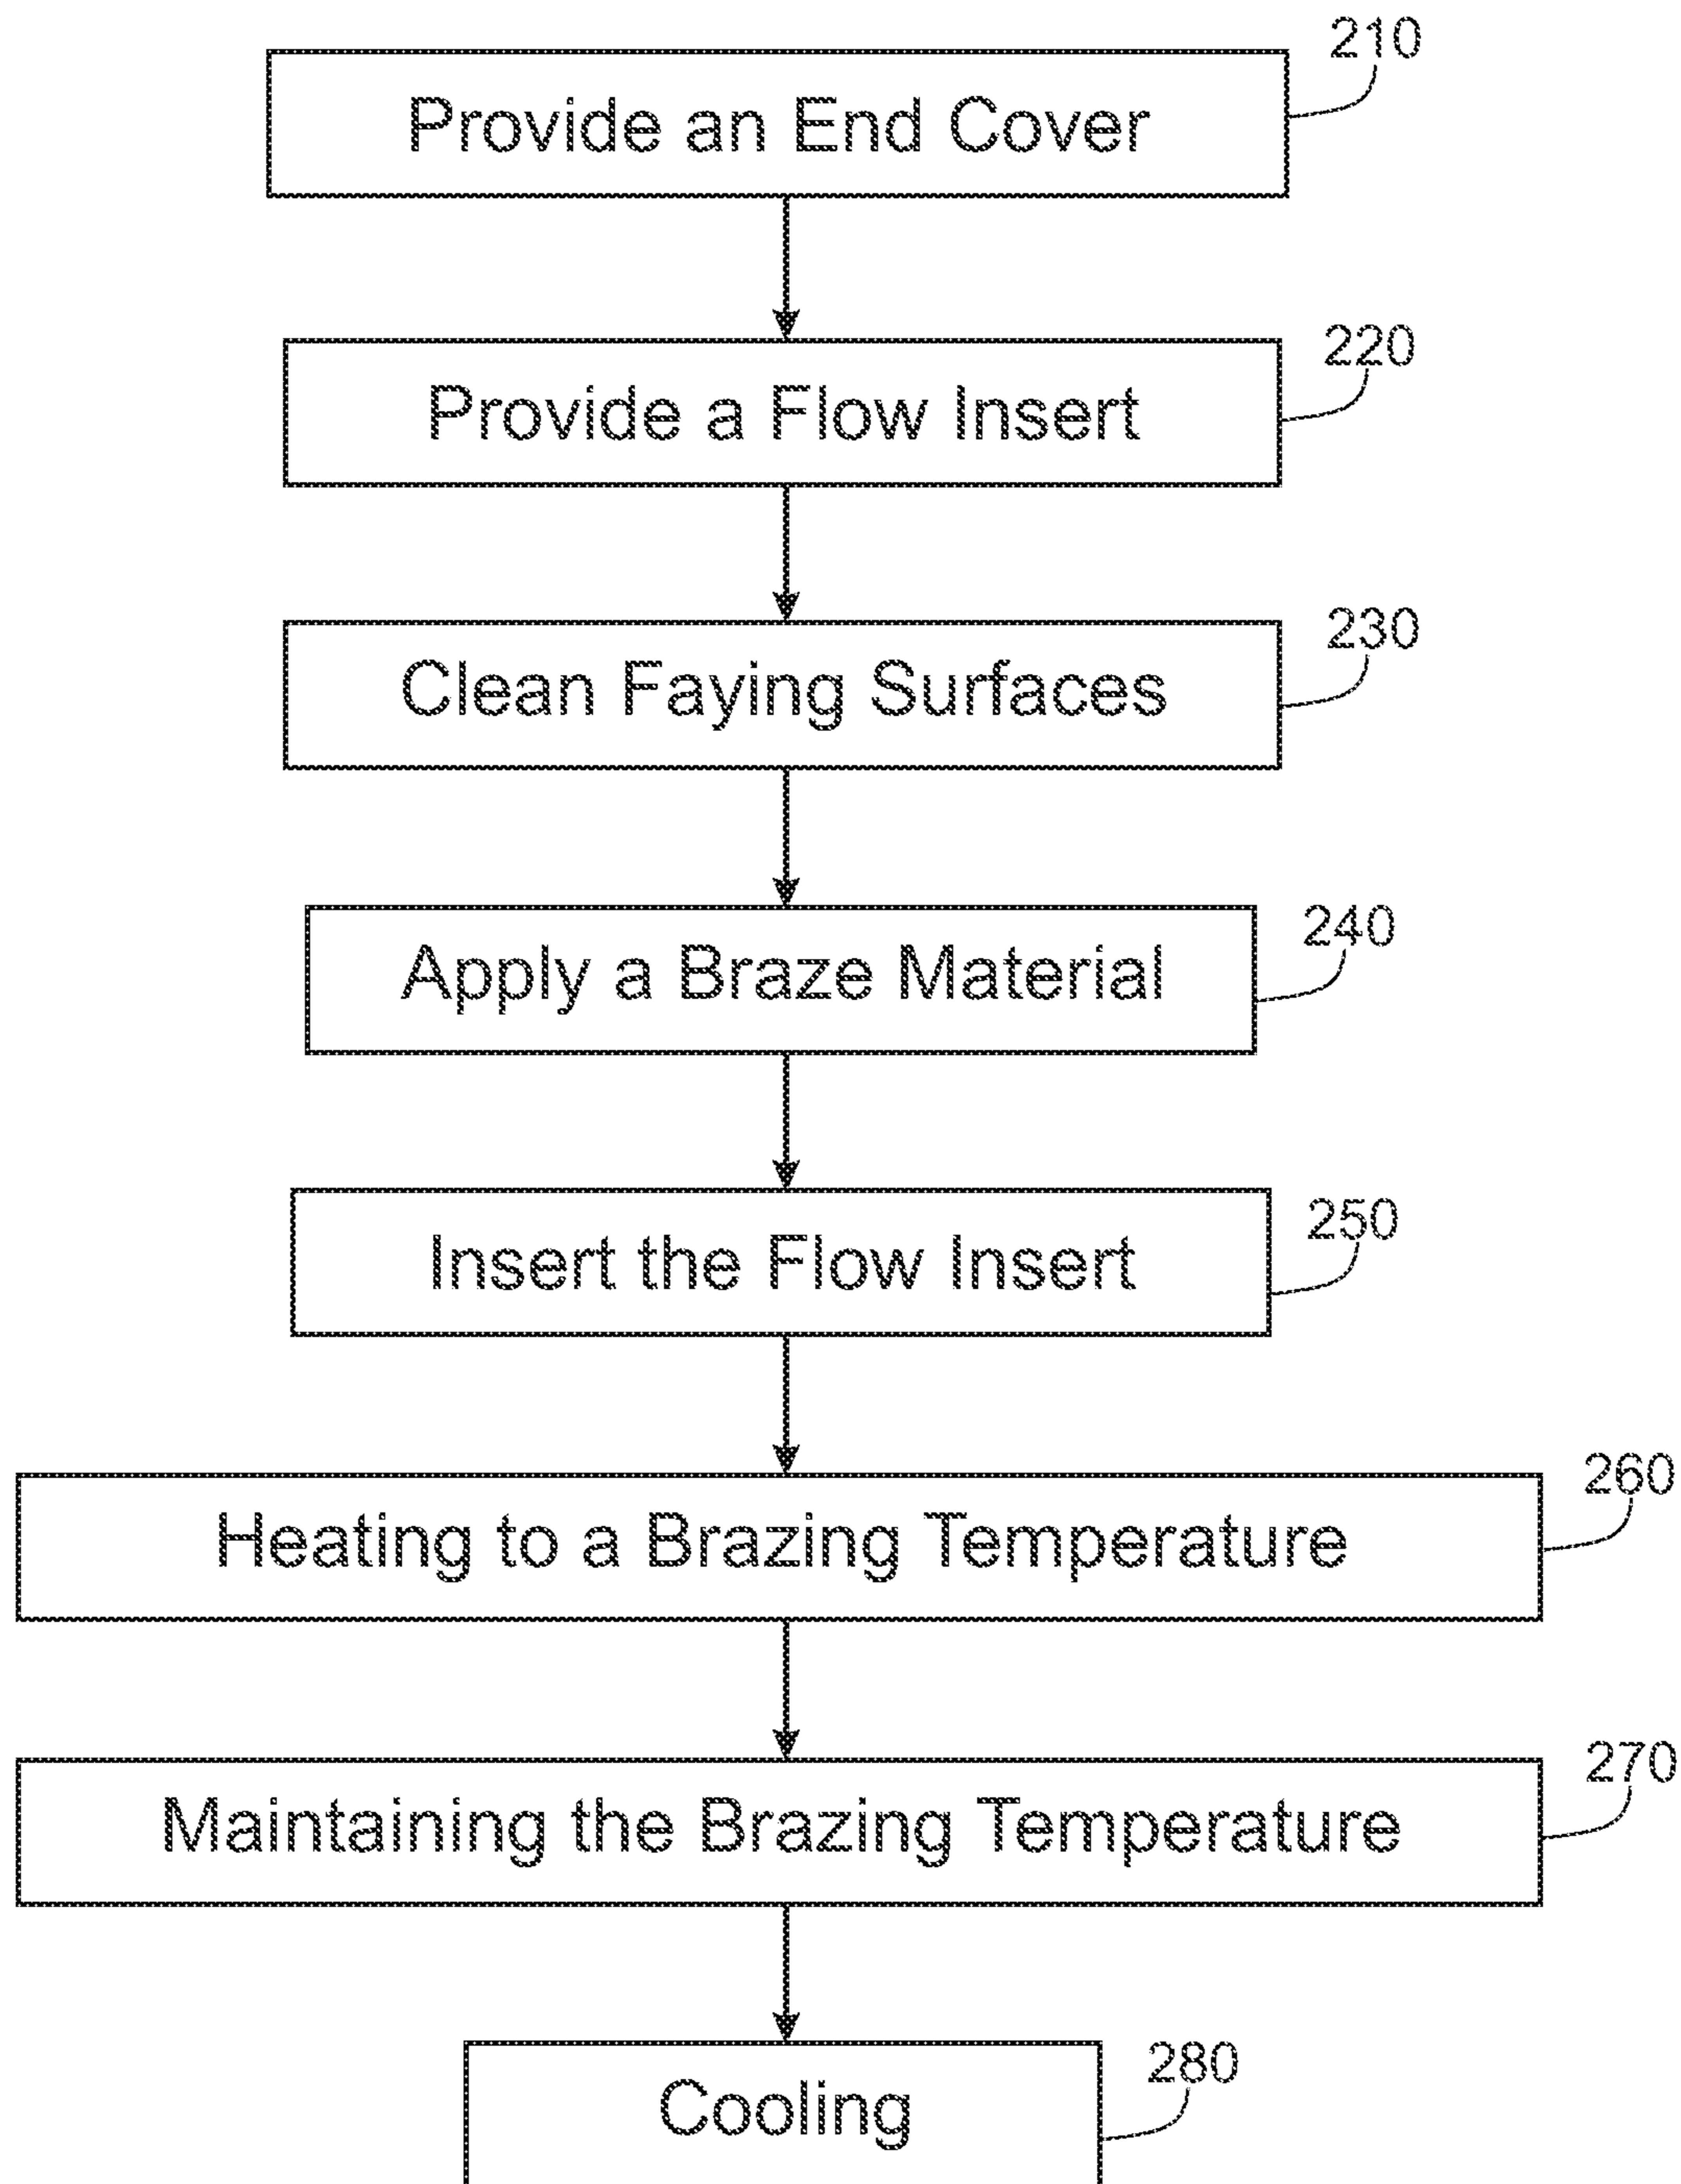 210
Provide an End Cover
220
Provide a Flow Insert
230
Clean Faying Surfaces
240
Apply a Braze Material
250
Insert the Flow Insert
260
Heating to a Brazing Temperature
270
Maintaining the Brazing Temperature
280
Cooling